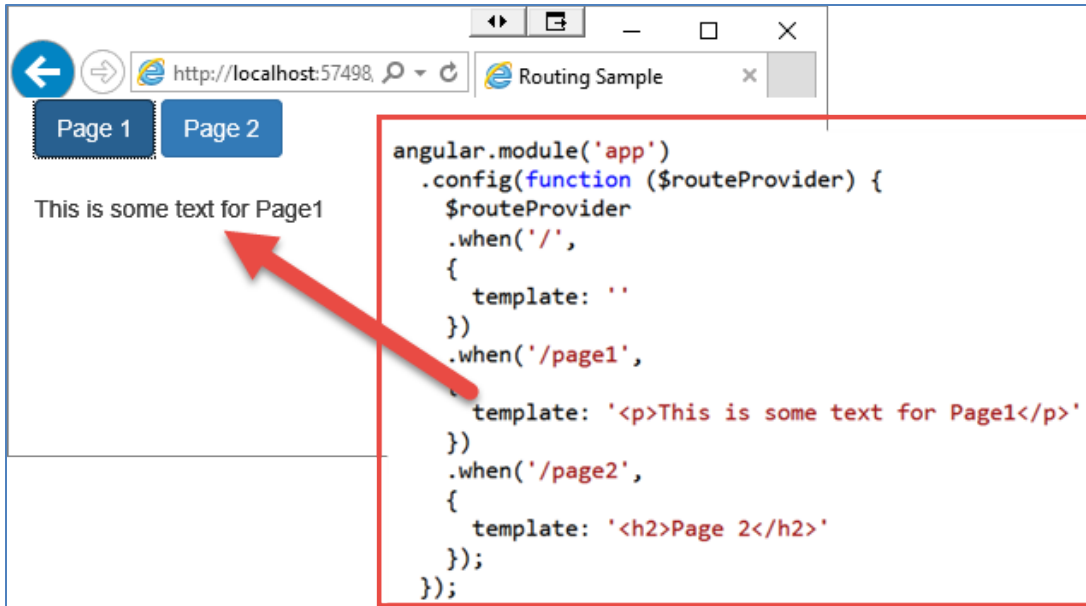 http://localhost:57498,
Routing Sample
Page 1
Page 2
This is some text for Page1
angular.module('app')
.config(function ($routeProvider) {
$routeProvider
.when('/',
{
template: ''
})
.when('/page1',
{
template: '<p>This is some text for Page1</p>'
})
.when('/page2',
{
template: '<h2>Page 2</h2>'
});
});